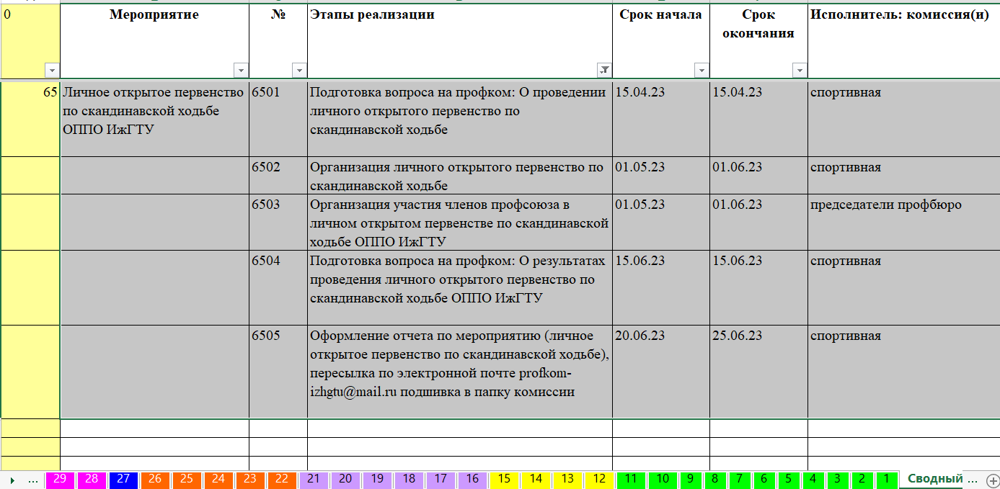 0
Мероприятие
№
Этапы реализации
Срок начала
Срок
окончания
Исполнитель: комиссия(и)
65
Личное открытое первенство
по скандинавской ходьбе
ОППО ИжГТУ
6501
Подготовка вопроса на профком: О проведении
личного открытого первенство по
скандинавской ходьбе
15.04.23
15.04.23
спортивная
6502
Организация личного открытого первенство по
скандинавской ходьбе
01.05.23
01.06.23
спортивная
6503
Организация участия членов профсоюза в
личном открытом первенстве по скандинавской
ходьбе ОППО ИжГТУ
01.05.23
01.06.23
председатели профбюро
6504
Подготовка вопроса на профком: О результатах
проведения личного открытого первенство по
скандинавской ходьбе ОППО ИжГТУ
15.06.23
15.06.23
спортивная
6505
Оформление отчета по мероприятию (личное
открытое первенство по скандинавской ходьбе),
пересылка по электронной почте profkom-
izhgtu@mail.ru подшивка в папку комиссии
20.06.23
25.06.23
спортивная
... 29 28 27 26 25 24 23 22 21 20 19 18 17 16 15 14 13 12 11 10 9 8 7 6 5 4 3 2 1 Сводный ...